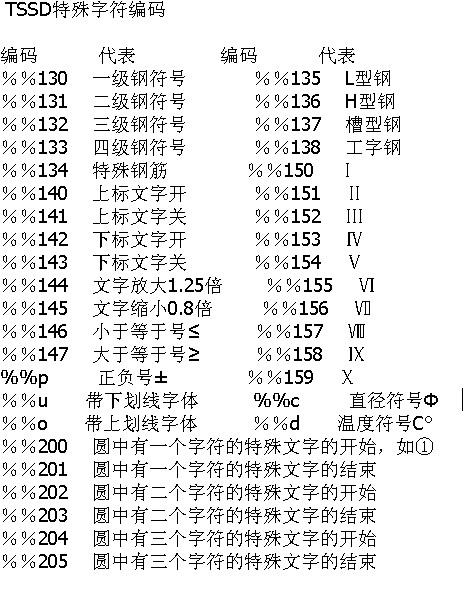 TSSD特殊字符编码
编码 代表 编码 代表
%%130 一级钢符号 %%135 L型钢
%%131 二级钢符号 %%136 H型钢
%%132 三级钢符号 %%137 槽型钢
%%133 四级钢符号 %%138 工字钢
%%134 特殊钢筋 %%150 Ⅰ
%%140 上标文字开 %%151 Ⅱ
%%141 上标文字关 %%152 Ⅲ
%%142 下标文字开 %%153 Ⅳ
%%143 下标文字关 %%154 Ⅴ
%%144 文字放大1.25倍 %%155 Ⅵ
%%145 文字缩小0.8倍 %%156 Ⅶ
%%146 小于等于号≤ %%157 Ⅷ
%%147 大于等于号≥ %%158 Ⅸ
%%p 正负号± %%159 Ⅹ
%%u 带下划线字体 %%c 直径符号Φ
%%o 带上划线字体 %%d 温度符号C°
%%200 圆中有一个字符的特殊文字的开始，如①
%%201 圆中有一个字符的特殊文字的结束
%%202 圆中有二个字符的特殊文字的开始
%%203 圆中有二个字符的特殊文字的结束
%%204 圆中有三个字符的特殊文字的开始
%%205 圆中有三个字符的特殊文字的结束